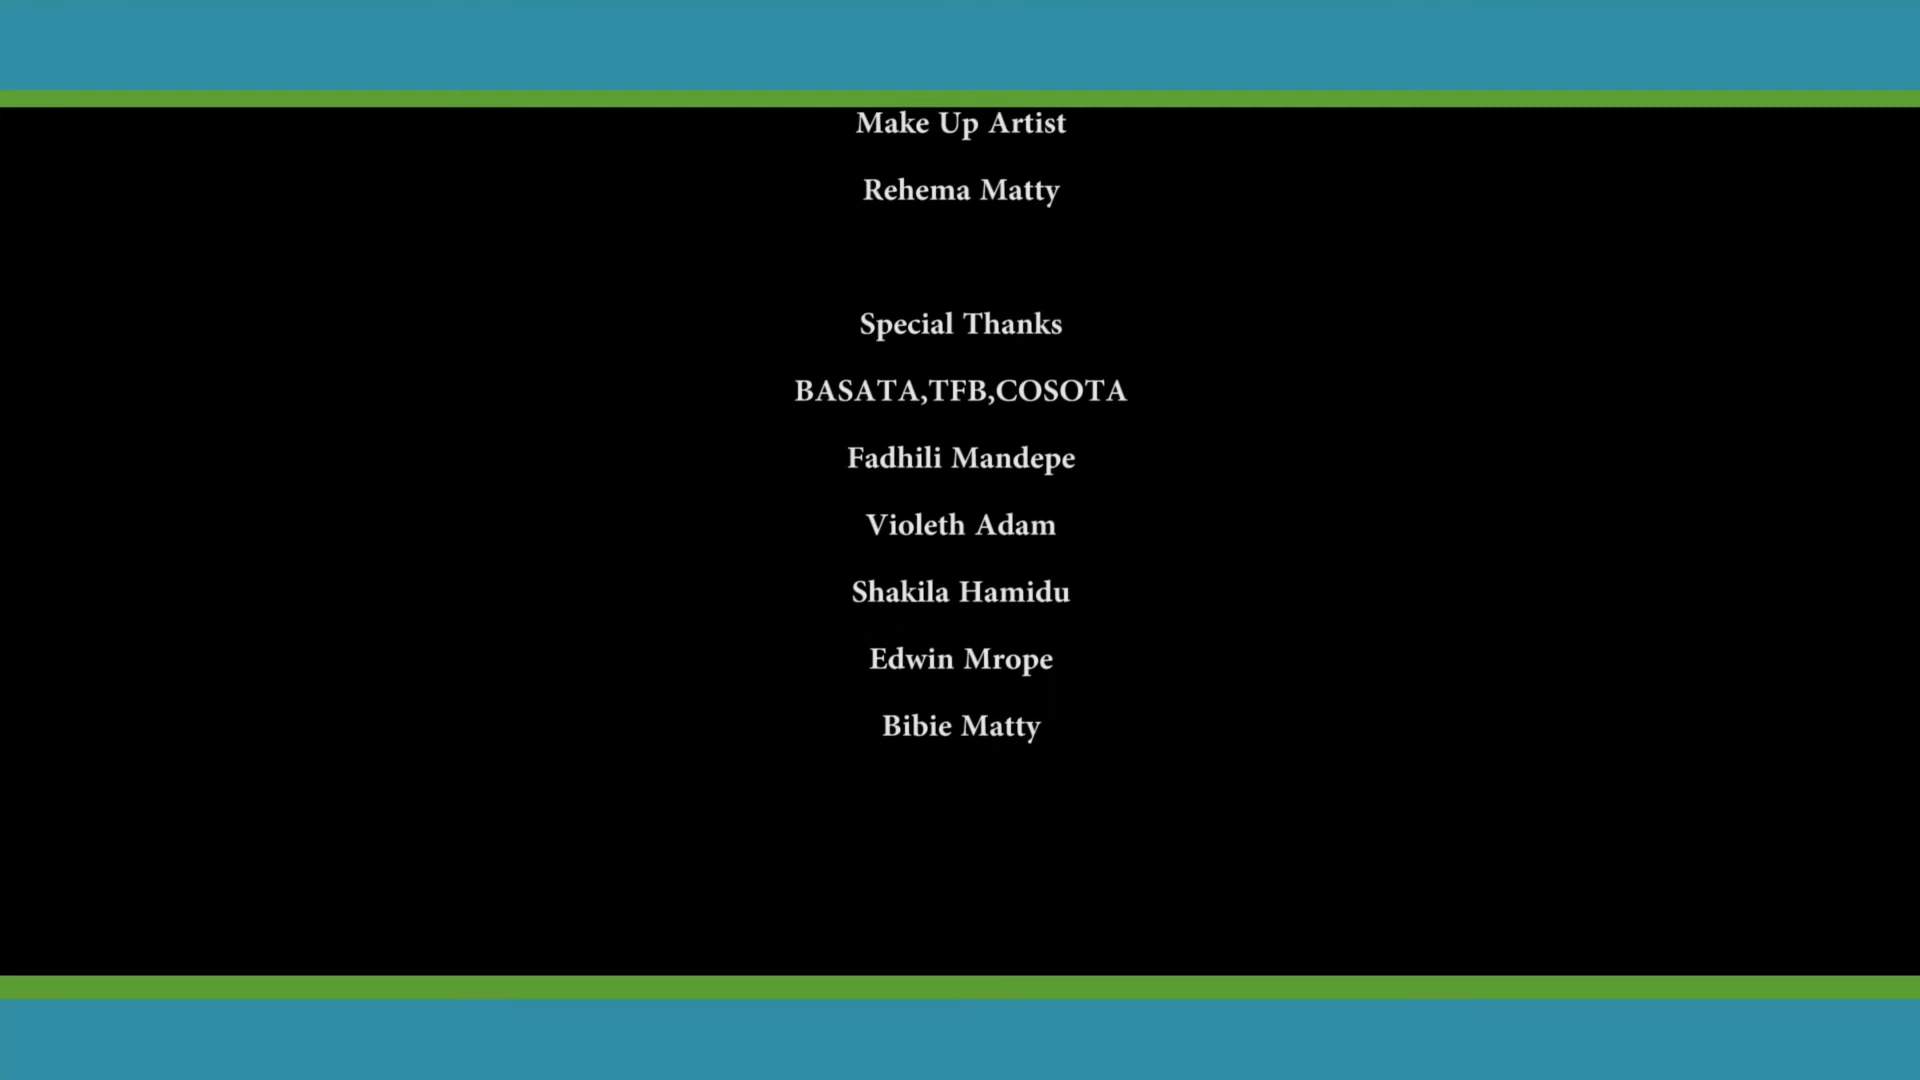 Make Up Artist
Rehema Matty
Special Thanks
BASATA,TFB,COSOTA
Fadhili Mandepe
Violeth Adam
Shakila Hamidu
Edwin Mrope
Bibie Matty